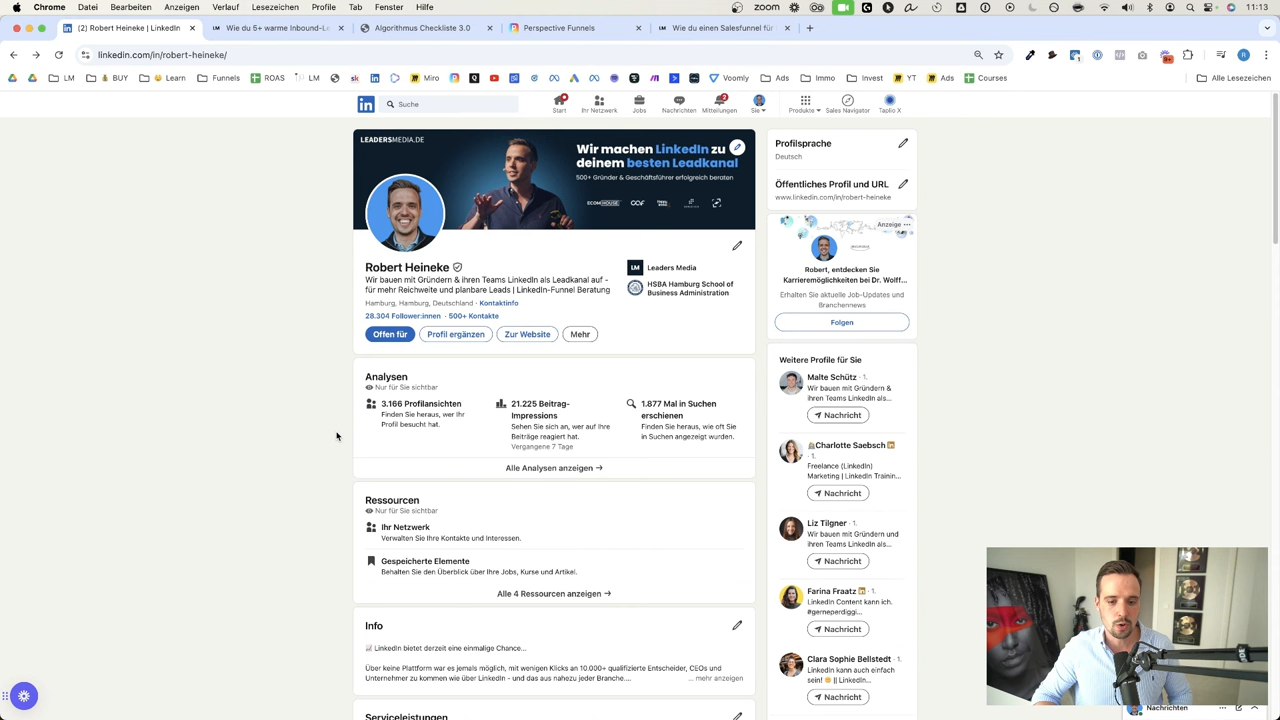 Chrome Datei Bearbeiten Ansicht Verlauf Lesezeichen Profile Tab Fenster Hilfe
Zoom 11:13
(2) Robert Heineke | LinkedIn
Wie du 5+ warme Inbound-Le
Algorithmus Checkliste 3.0
Perspective Funnels
Wie du einen Salesfunnel für
linkedin.com/in/robert-heineke/
LM BUY Learn Funnels ROAS LM Miro Voomly Ads Immo Invest YT Ads Courses Alle Lesezeichen
Suche
Start Ihr Netzwerk Jobs Nachrichten Mitteilungen Sie Produkte Sales Navigator Taplio X
LEADERSMEDIA.DE
Wir machen LinkedIn zu
deinem besten Leadkanal
500+ Gründer & Geschäftsführer erfolgreich beraten
ECOMHOUSE
Robert Heineke
Wir bauen mit Gründern & ihren Teams LinkedIn als Leadkanal auf -
für mehr Reichweite und planbare Leads | LinkedIn-Funnel Beratung
Hamburg, Hamburg, Deutschland · Kontaktinfo
28.304 Follower:innen · 500+ Kontakte
LM Leaders Media
HSBA Hamburg School of
Business Administration
Offen für Profil ergänzen Zur Website Mehr
Analysen
Nur für Sie sichtbar
3.166 Profilansichten
Finden Sie heraus, wer Ihr
Profil besucht hat.
21.225 Beitrag-
Impressions
Sehen Sie sich an, wer auf Ihre
Beiträge reagiert hat.
Vergangene 7 Tage
1.877 Mal in Suchen
erschienen
Finden Sie heraus, wie oft Sie
in Suchen angezeigt wurden.
Alle Analysen anzeigen →
Ressourcen
Nur für Sie sichtbar
Ihr Netzwerk
Verwalten Sie Ihre Kontakte und Interessen.
Gespeicherte Elemente
Behalten Sie den Überblick über Ihre Jobs, Kurse und Artikel.
Alle 4 Ressourcen anzeigen →
Info
LinkedIn bietet derzeit eine einmalige Chance...
Über keine Plattform war es jemals möglich, mit wenigen Klicks an 10.000+ qualifizierte Entscheider, CEOs und
Unternehmer zu kommen wie über LinkedIn - und das aus nahezu jeder Branche.... ... mehr anzeigen
Serviceleistungen
Profilsprache
Deutsch
Öffentliches Profil und URL
www.linkedin.com/in/robert-heineke
Anzeige ...
Robert, entdecken Sie
Karrieremöglichkeiten bei Dr. Wolff...
Erhalten Sie aktuelle Job-Updates und
Branchennews
Folgen
Weitere Profile für Sie
Malte Schütz · 1.
Wir bauen mit Gründern &
ihren Teams LinkedIn als...
Nachricht
Charlotte Saebsch
· 1.
Freelance (LinkedIn)
Marketing | LinkedIn Trainin...
Nachricht
Liz Tilgner · 1.
Wir bauen mit Gründern und
ihren Teams LinkedIn als...
Nachricht
Farina Fraatz · 1.
LinkedIn Content kann ich.
#gerneperdiggi...
Nachricht
Clara Sophie Bellstedt · 1.
LinkedIn kann auch einfach
sein! || LinkedIn...
Nachricht
Nachrichten